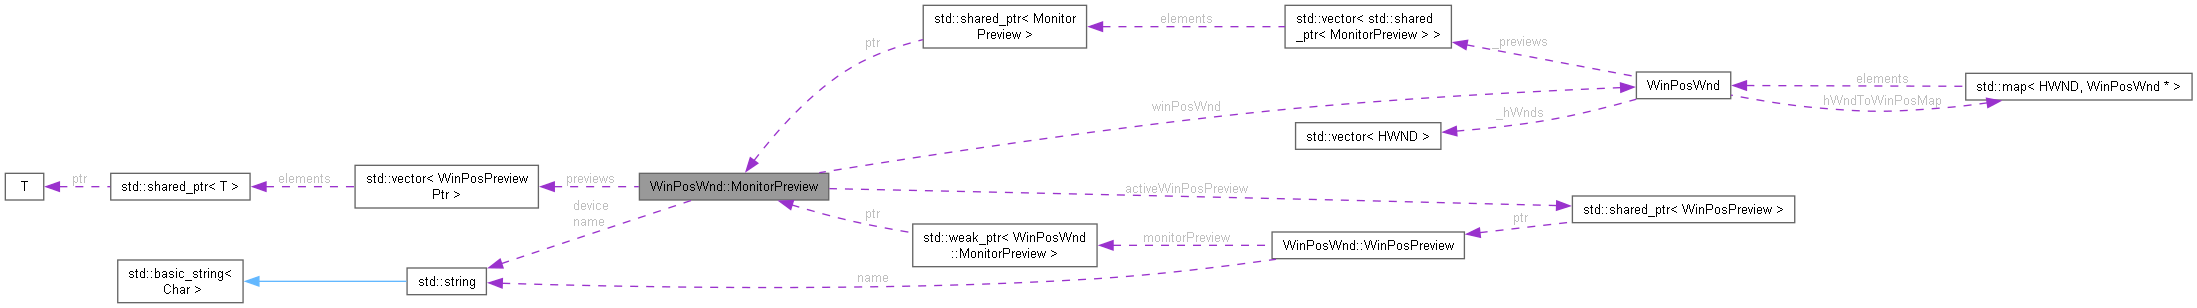 std::shared_ptr< Monitor
Preview >
elements
std::vector< std::shared
_ptr< MonitorPreview > >
ptr
_previews
WinPosWnd
elements
std::map< HWND, WinPosWnd * >
winPosWnd
hWndToWinPosMap
_hWnds
std::vector< HWND >
T
ptr
std::shared_ptr< T >
elements
std::vector< WinPosPreview
Ptr >
previews
WinPosWnd::MonitorPreview
activeWinPosPreview
std::shared_ptr< WinPosPreview >
device
name
ptr
std::weak_ptr< WinPosWnd
::MonitorPreview >
monitorPreview
WinPosWnd::WinPosPreview
ptr
std::basic_string<
Char >
std::string
name